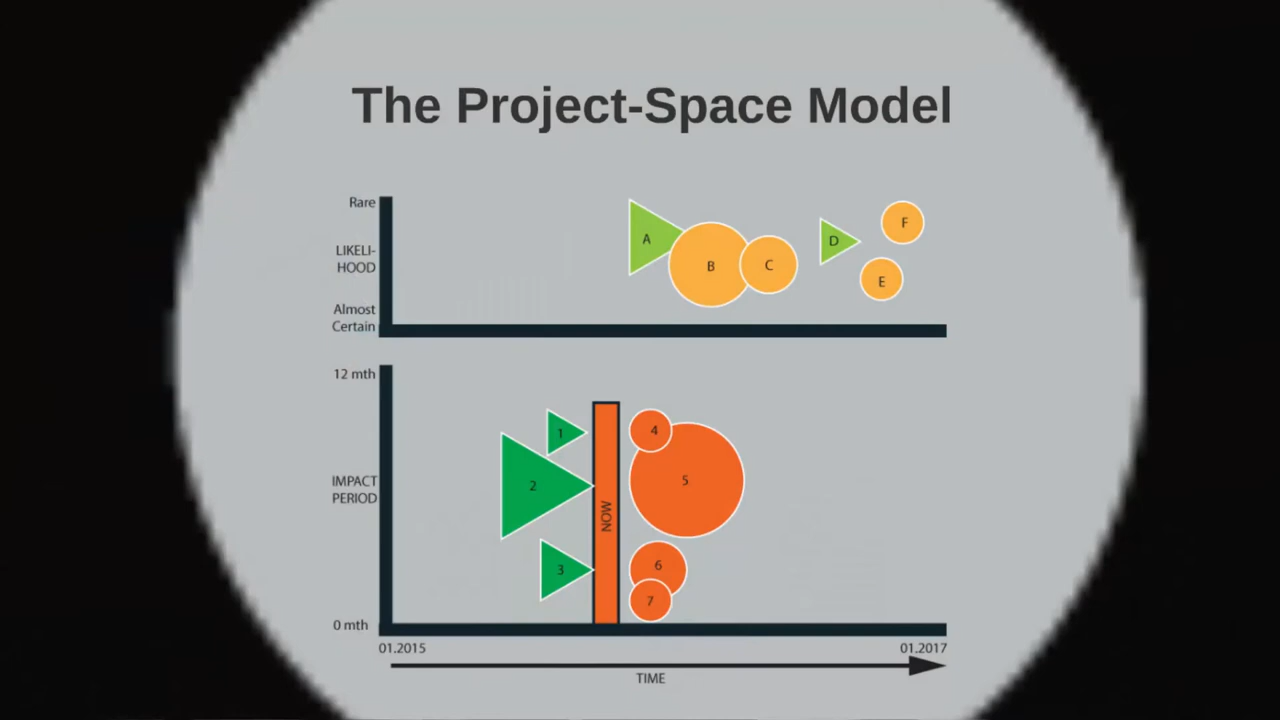 The Project-Space Model
Rare
LIKELI-
HOOD
Almost
Certain
A
B
C
D
E
F
12 mth
IMPACT
PERIOD
0 mth
1
2
3
NOW
4
5
6
7
01.2015
01.2017
TIME